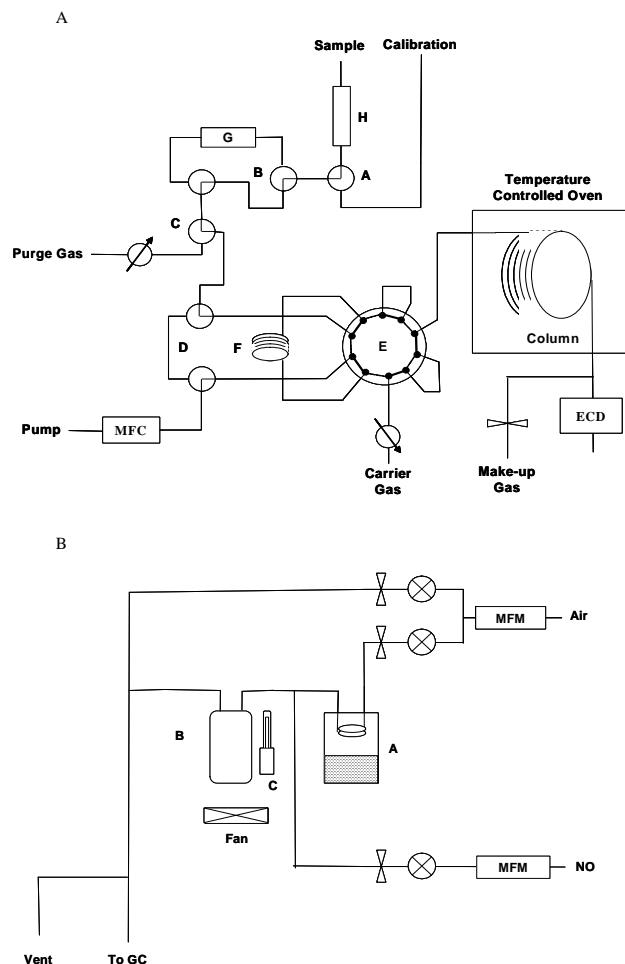 A
Sample Calibration
H
G
B
A
Temperature
Controlled Oven
C
Purge Gas
D
F
E
Column
Pump
MFC
ECD
Carrier
Gas
Make-up
Gas
B
MFM
Air
B
A
C
Fan
MFM
NO
Vent
To GC